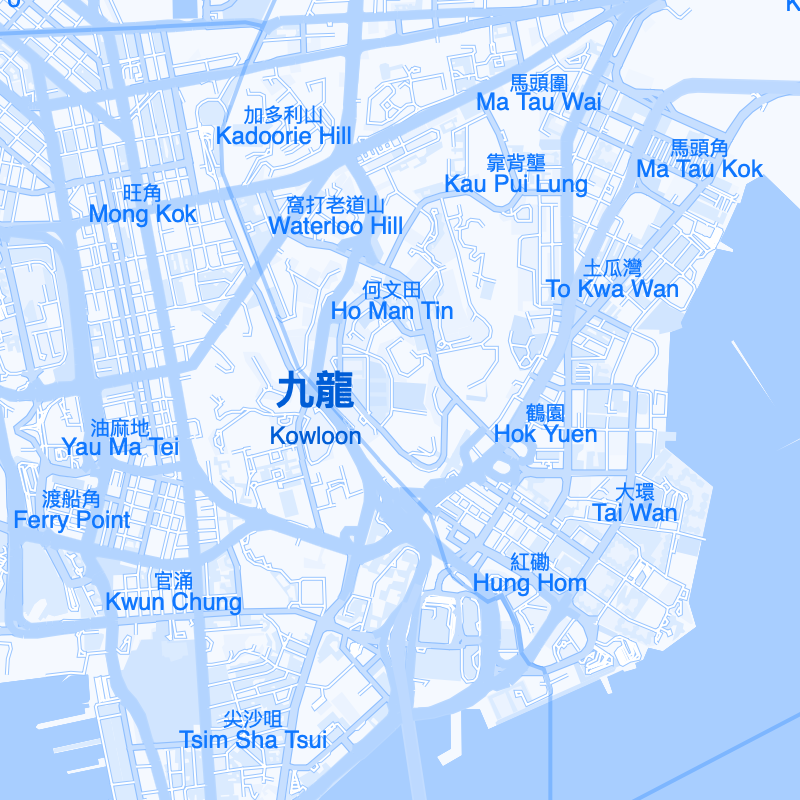 馬頭圍
Ma Tau Wai
加多利山
Kadoorie Hill
馬頭角
Ma Tau Kok
靠背壟
Kau Pui Lung
旺角
Mong Kok
窩打老道山
Waterloo Hill
土瓜灣
To Kwa Wan
何文田
Ho Man Tin
九龍
Kowloon
鶴園
Hok Yuen
油麻地
Yau Ma Tei
渡船角
Ferry Point
大環
Tai Wan
紅磡
Hung Hom
官涌
Kwun Chung
尖沙咀
Tsim Sha Tsui